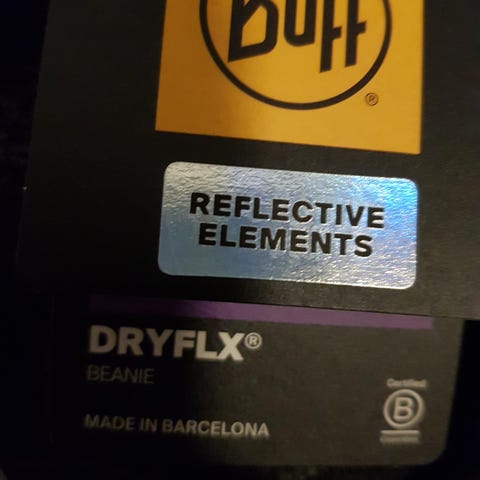 Buff
®
REFLECTIVE
ELEMENTS
DRYFLX®
BEANIE
MADE IN BARCELONA
Certified
B